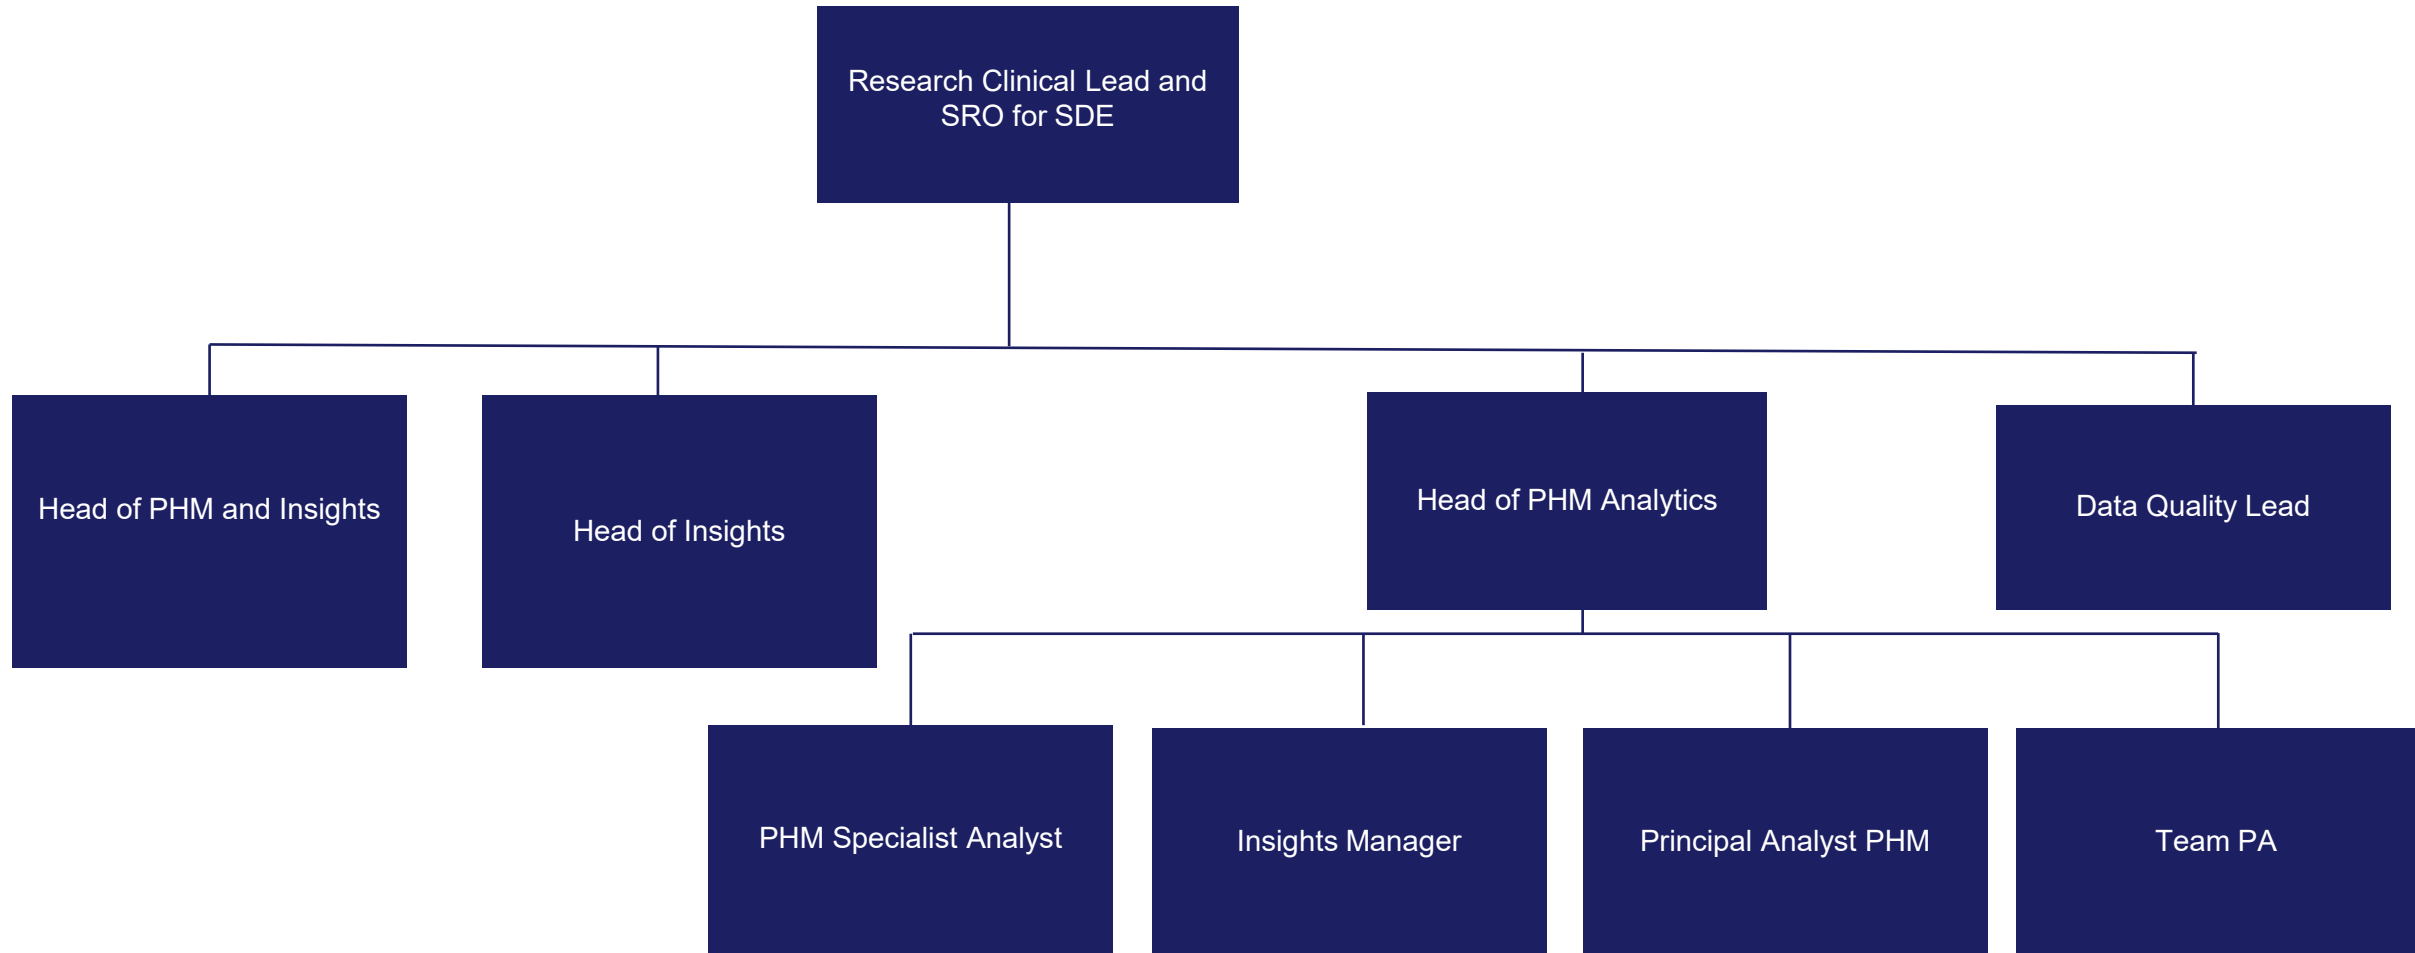 Research Clinical Lead and
SRO for SDE
Head of PHM and Insights
Head of Insights
Head of PHM Analytics
Data Quality Lead
PHM Specialist Analyst
Insights Manager
Principal Analyst PHM
Team PA